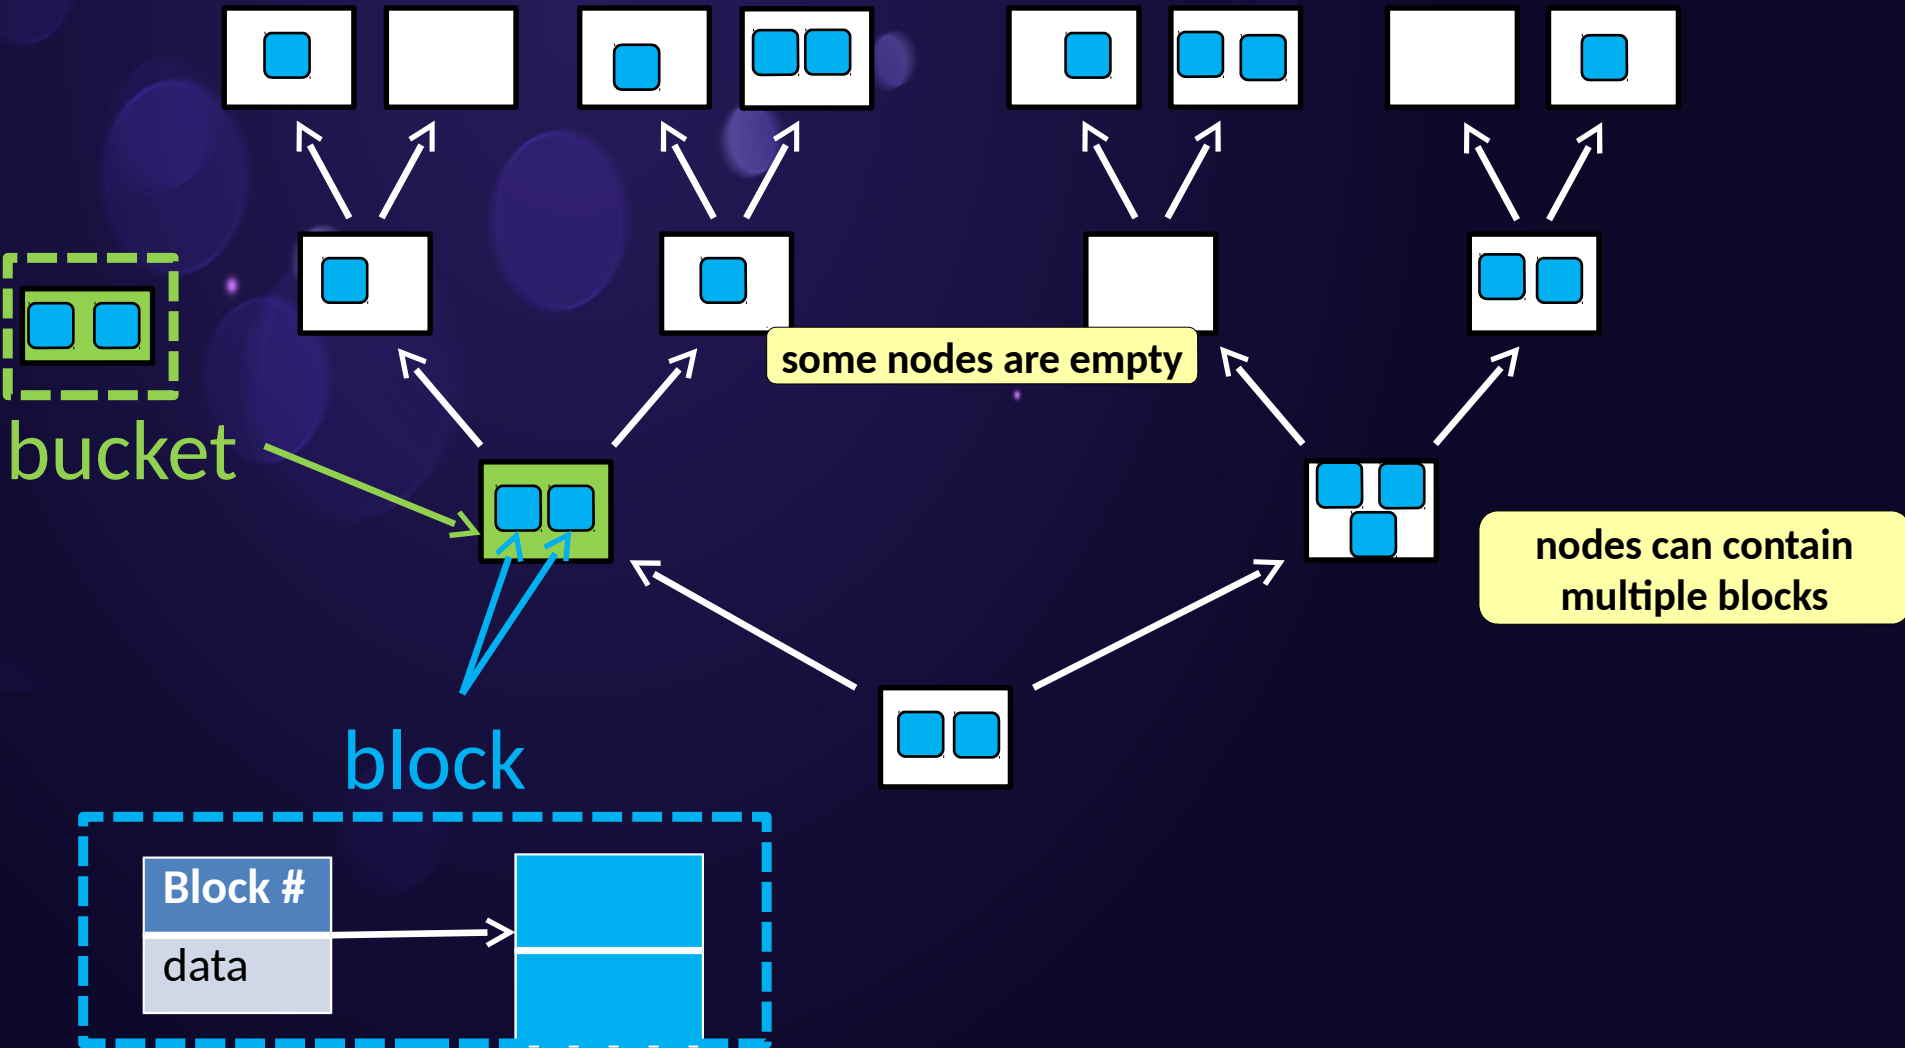 some nodes are empty
bucket
nodes can contain
multiple blocks
block
Block #
data